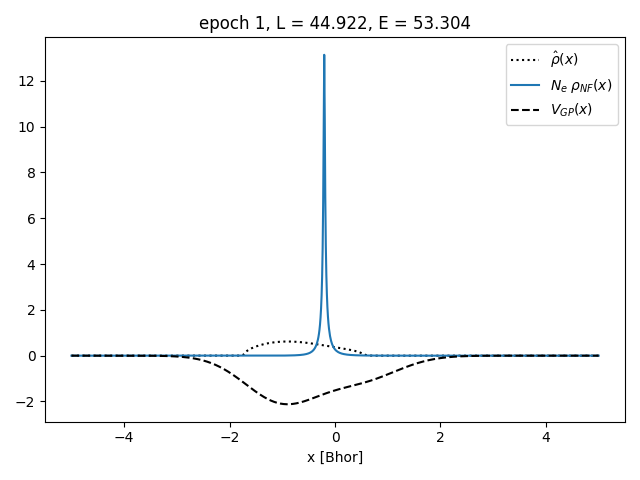 epoch 1, L = 44.922, E = 53.304
ρ̂(x)
N_e ρ_NF(x)
V_GP(x)
12
10
8
6
4
2
0
−2
−4 −2 0 2 4
x [Bhor]